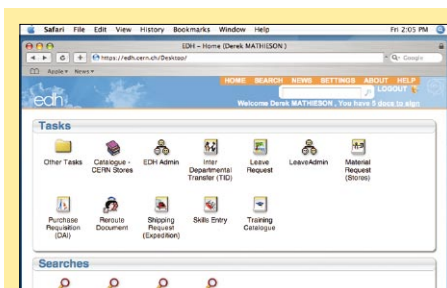 Safari File Edit View History Bookmarks Window Help Fri 2:05 PM
EDH – Home (Derek MATHIESON)
https://edh.cern.ch/Desktop/
Google
Apple News
HOME SEARCH NEWS SETTINGS ABOUT HELP
LOGOUT
edh
Welcome Derek MATHIESON, You have 5 docs to sign
Tasks
Other Tasks
Catalogue -
CERN Stores
EDH Admin
Inter
Departmental
Transfer (TID)
Leave
Request
LeaveAdmin
Material
Request
(Stores)
Purchase
Requisition
(DAI)
Reroute
Document
Shipping
Request
(Expedition)
Skills Entry
Training
Catalogue
Searches